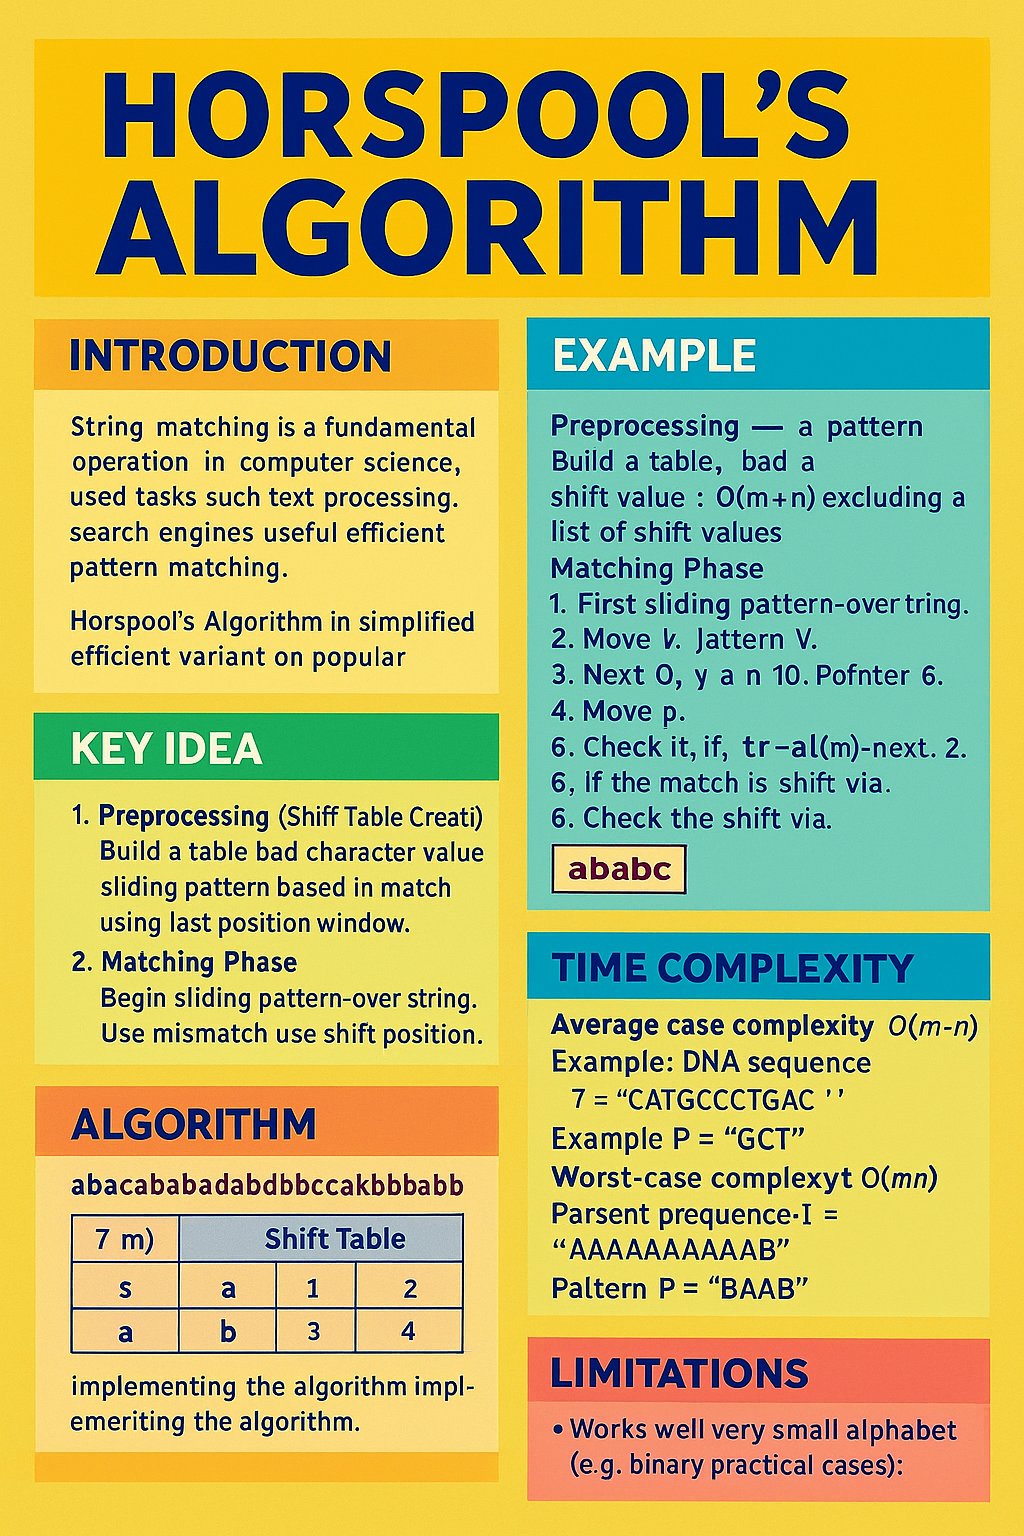 HORSPOOL'S
ALGORITHM
INTRODUCTION
String matching is a fundamental
operation in computer science,
used tasks such text processing.
search engines useful efficient
pattern matching.
Horspool's Algorithm in simplified
efficient variant on popular
KEY IDEA
1. Preprocessing (Shiff Table Creati)
Build a table bad character value
sliding pattern based in match
using last position window.
2. Matching Phase
Begin sliding pattern-over string.
Use mismatch use shift position.
ALGORITHM
abacababadabdbbccakbbbabb
7 m) Shift Table
s a 1 2
a b 3 4
implementing the algorithm impl-
emeriting the algorithm.
EXAMPLE
Preprocessing — a pattern
Build a table, bad a
shift value : O(m+n) excluding a
list of shift values
Matching Phase
1. First sliding pattern-over tring.
2. Move V. Jattern V.
3. Next O, y a n 10. Pofnter 6.
4. Move p.
6. Check it, if, tr-al(m)-next. 2.
6, If the match is shift via.
6. Check the shift via.
ababc
TIME COMPLEXITY
Average case complexity O(m-n)
Example: DNA sequence
7 = “CATGCCCTGAC ’’
Example P = “GCT”
Worst-case complexyt O(mn)
Parsent prequence·I =
“AAAAAAAAAAB”
Paltern P = “BAAB”
LIMITATIONS
• Works well very small alphabet
(e.g. binary practical cases):